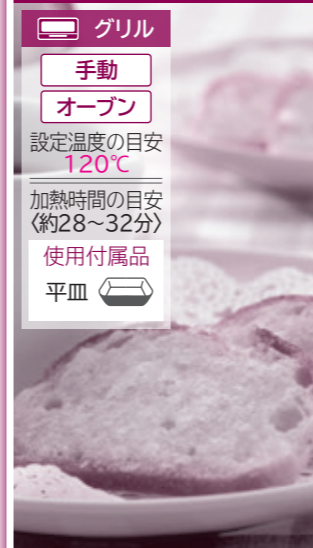 グリル
手動
オーブン
設定温度の目安
120℃
加熱時間の目安
〈約28～32分〉
使用付属品
平皿